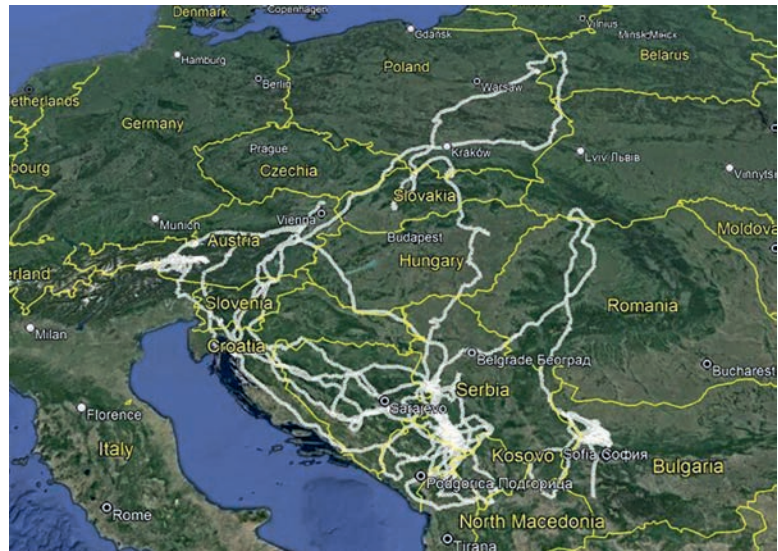 Denmark
Copenhagen
Vilnius
Gdańsk
Minsk Мінск
Hamburg
Poland
Belarus
Berlin
Warsaw
etherlands
Germany
Prague
Kraków
Lviv Львів
Czechia
bourg
Vinnytsi
Slovakia
Vienna
Munich
Moldova
Austria
Budapest
erland
Hungary
Slovenia
Romania
Milan
Croatia
Belgrade Београд
Bucharest
Serbia
Florence
Sarajevo
Italy
Kosovo
Sofia София
Bulgaria
Podgorica Подгорица
Rome
North Macedonia
Tirana